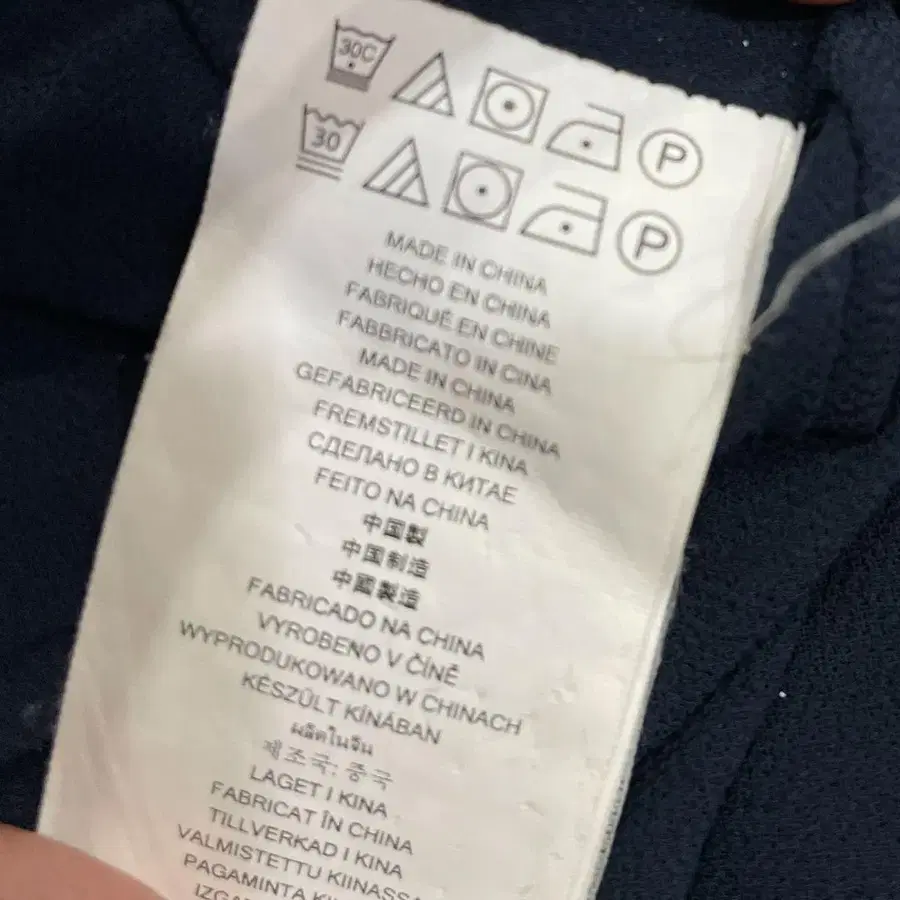 30C P
30 P
MADE IN CHINA
HECHO EN CHINA
FABRIQUÉ EN CHINE
FABBRICATO IN CINA
MADE IN CHINA
GEFABRICEERD IN CHINA
FREMSTILLET I KINA
СДЕЛАНО В КИТАЕ
FEITO NA CHINA
中国製
中国制造
中國製造
FABRICADO NA CHINA
VYROBENO V ČÍNĚ
WYPRODUKOWANO W CHINACH
KÉSZÜLT KÍNÁBAN
ผลิตในจีน
제조국: 중국
LAGET I KINA
FABRICAT ÎN CHINA
TILLVERKAD I KINA
VALMISTETTU
PAGAMINTA